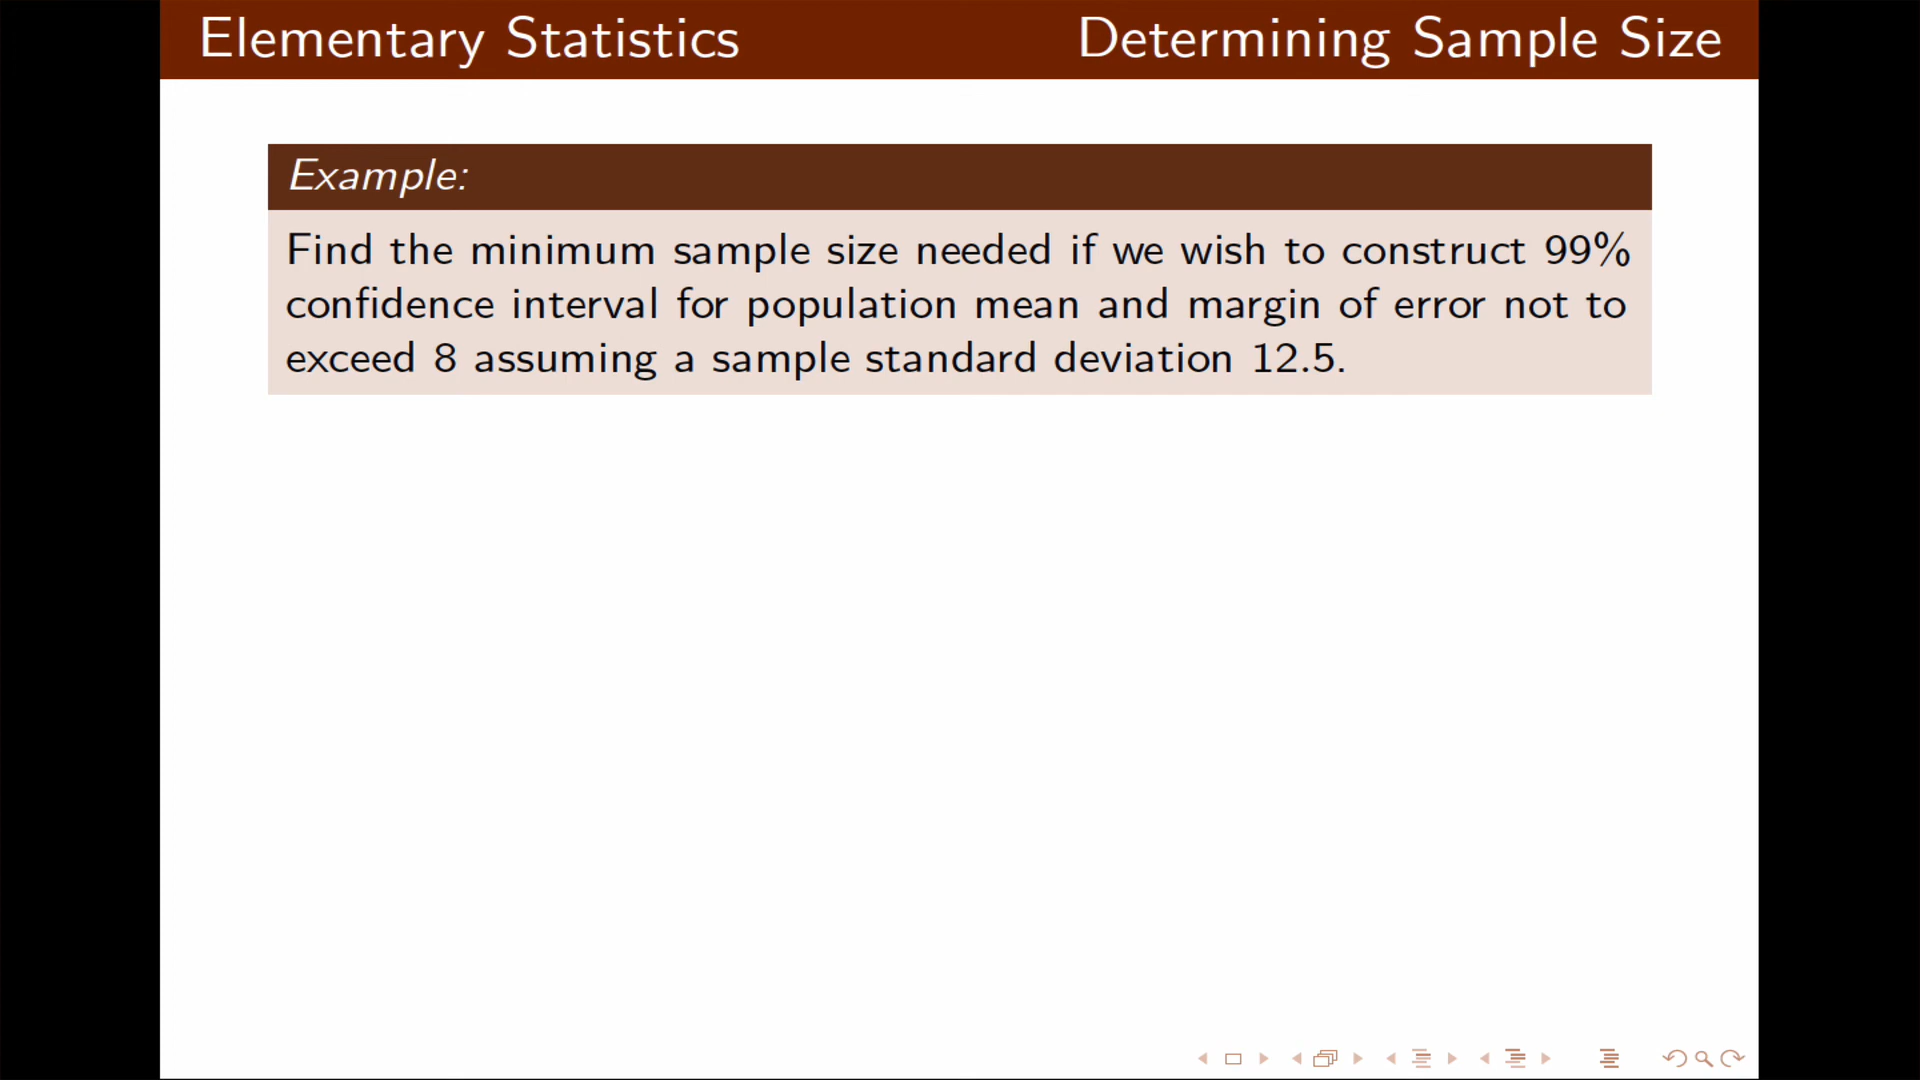 Elementary Statistics
Determining Sample Size
Example:
Find the minimum sample size needed if we wish to construct 99%
confidence interval for population mean and margin of error not to
exceed 8 assuming a sample standard deviation 12.5.